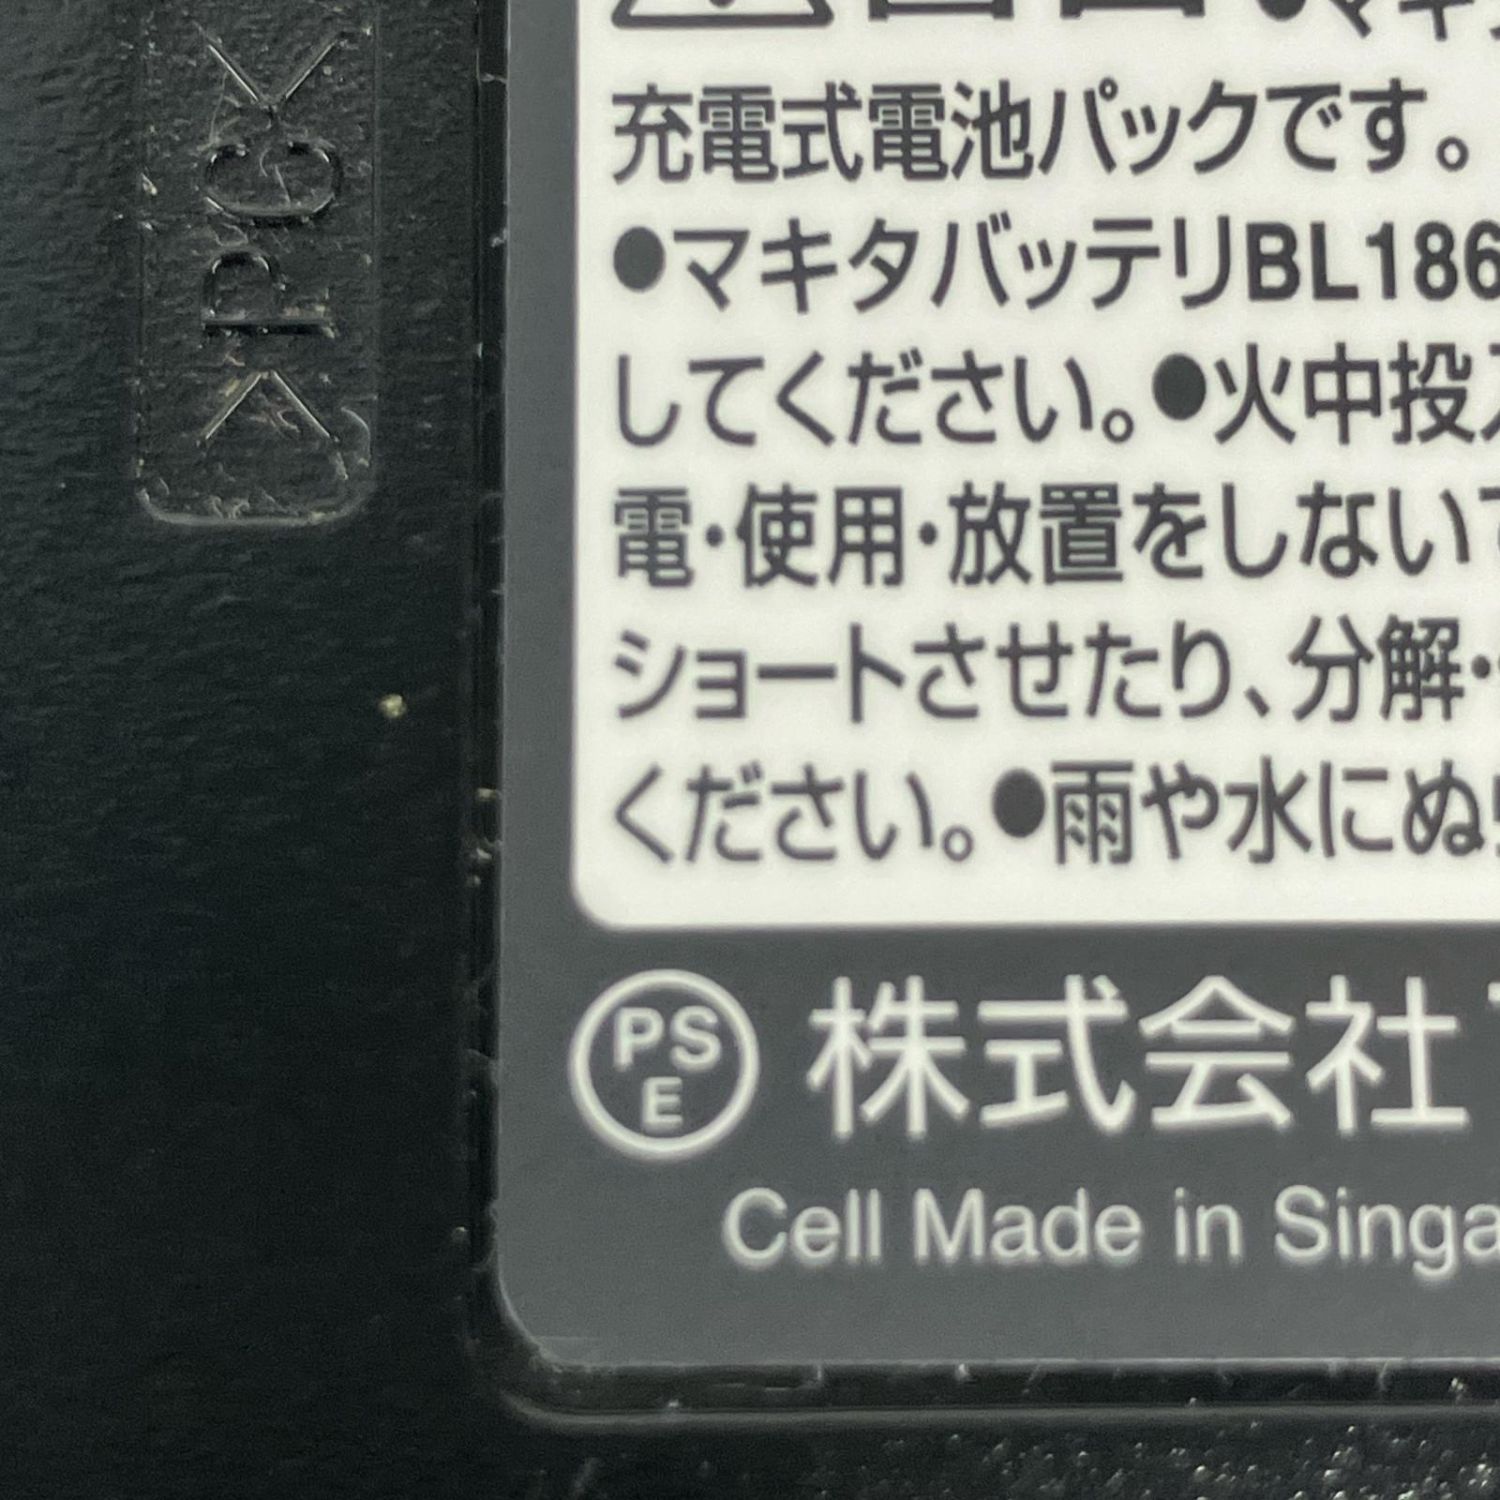 マキ
充電式電池パックです。
●マキタバッテリBL186
してください。●火中投
電・使用・放置をしない
ショートさせたり、分解・
ください。●雨や水にぬ
PS
E
株式会社
Cell Made in Singa
>PC<